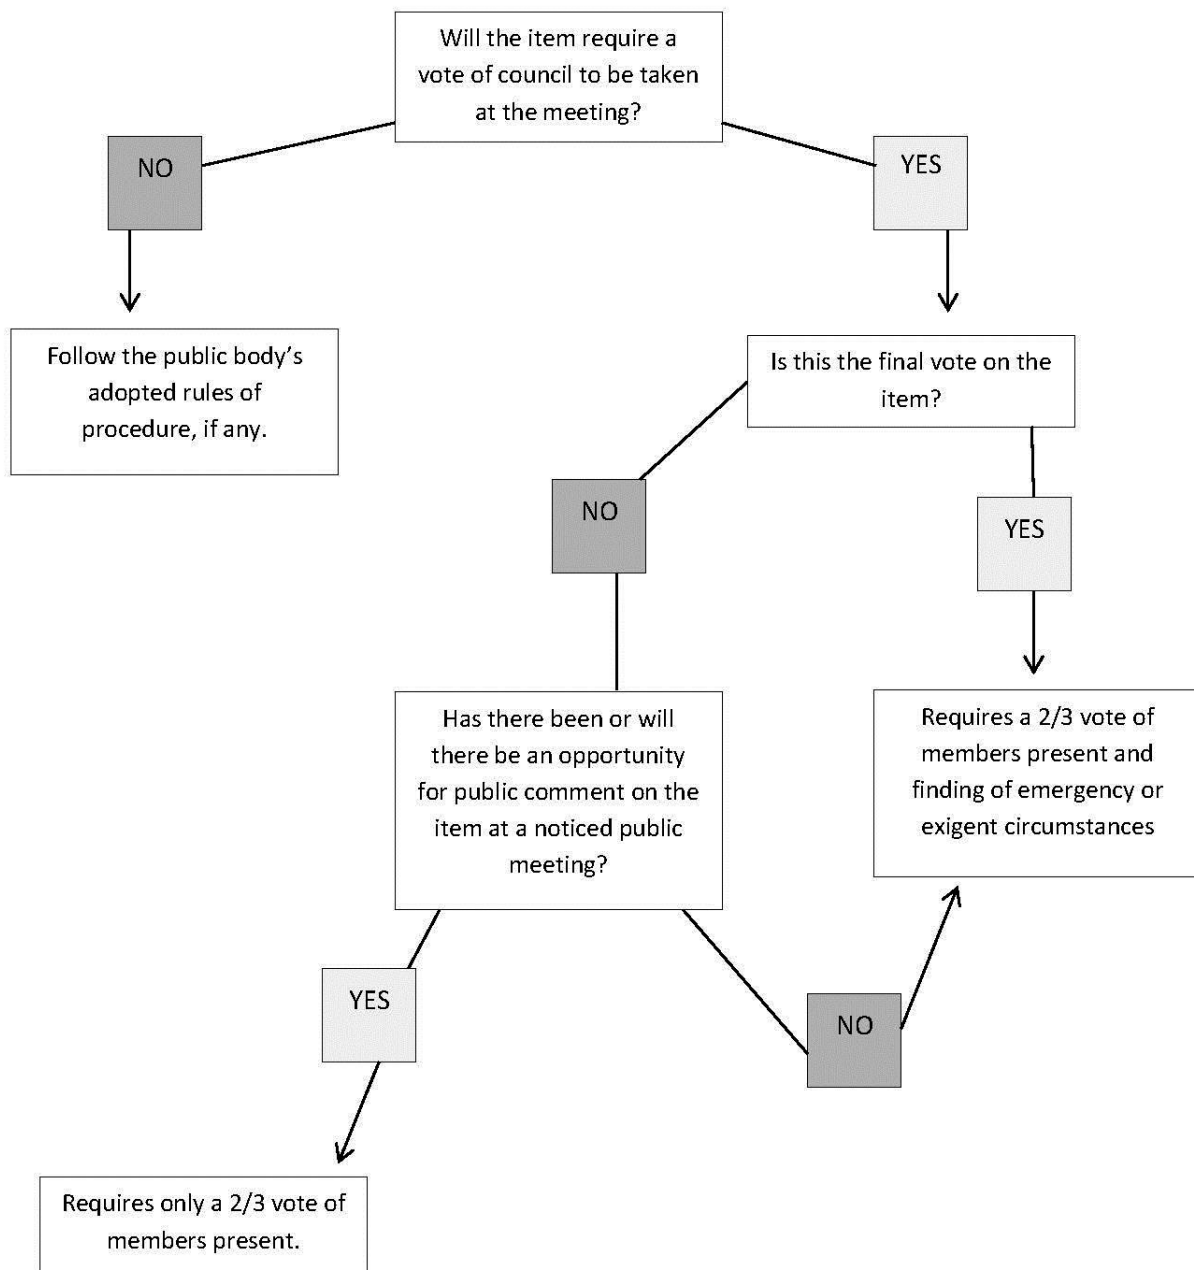 Will the item require a
vote of council to be taken
at the meeting?
NO
YES
Follow the public body’s
adopted rules of
procedure, if any.
Is this the final vote on the
item?
NO
YES
Has there been or will
there be an opportunity
for public comment on the
item at a noticed public
meeting?
Requires a 2/3 vote of
members present and
finding of emergency or
exigent circumstances
YES
NO
Requires only a 2/3 vote of
members present.